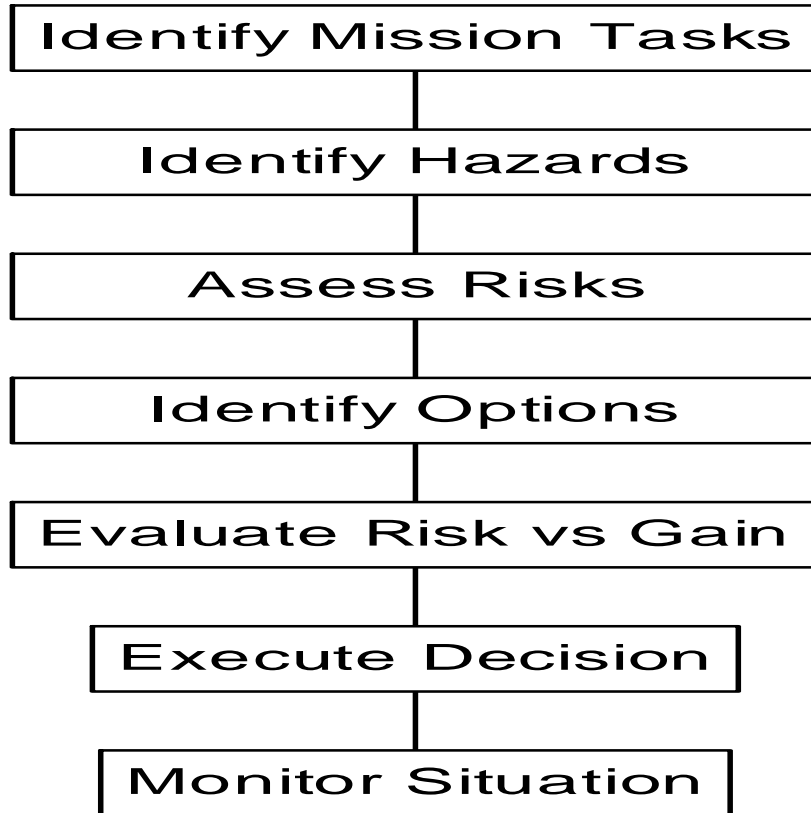 Identify Mission Tasks
Identify Hazards
Assess Risks
Identify Options
Evaluate Risk vs Gain
Execute Decision
Monitor Situation